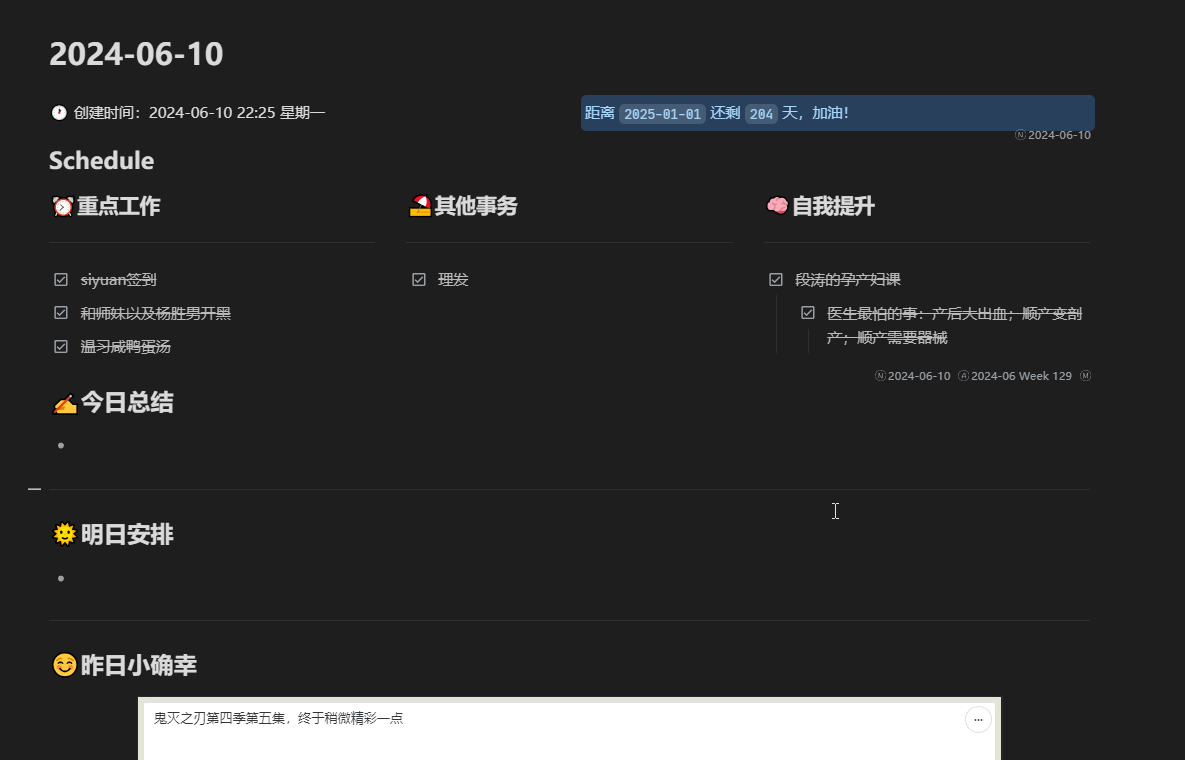 2024-06-10
🕐 创建时间：2024-06-10 22:25 星期一
距离 2025-01-01 还剩 204 天，加油！
Ⓝ2024-06-10
Schedule
⏰重点工作
siyuan签到
和师妹以及杨胜男开黑
温习咸鸭蛋汤
🏖其他事务
理发
🧠自我提升
段涛的孕产妇课
医生最怕的事：产后大出血；顺产变剖
产；顺产需要器械
Ⓝ2024-06-10 Ⓐ2024-06 Week 129 Ⓜ
✍今日总结
🌞明日安排
😊昨日小确幸
鬼灭之刃第四季第五集，终于稍微精彩一点